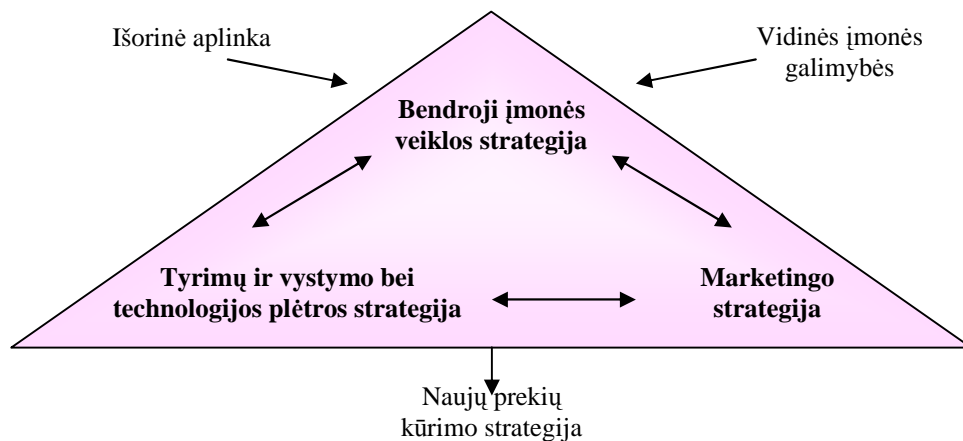 Išorinė aplinka
Vidinės įmonės
galimybės
Bendroji įmonės
veiklos strategija
Tyrimų ir vystymo bei
technologijos plėtros strategija
Marketingo
strategija
Naujų prekių
kūrimo strategija